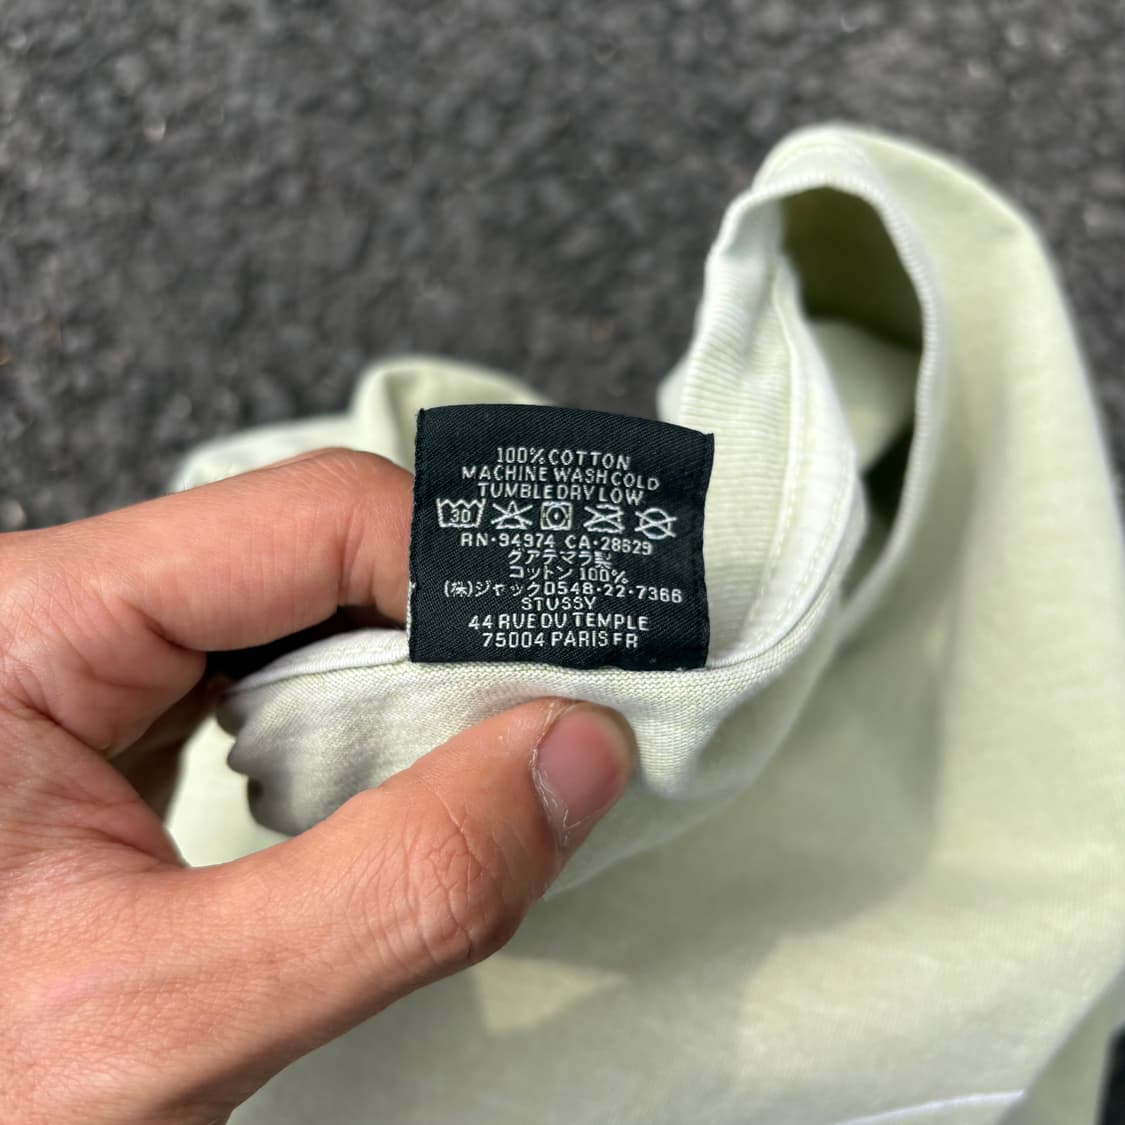 100% COTTON
MACHINE WASH COLD
TUMBLE DRY LOW
30
RN·94974 CA·28629
グアテマラ製
コットン 100%
(株)ジャック0548·22·7366
STUSSY
44 RUE DU TEMPLE
75004 PARIS FR